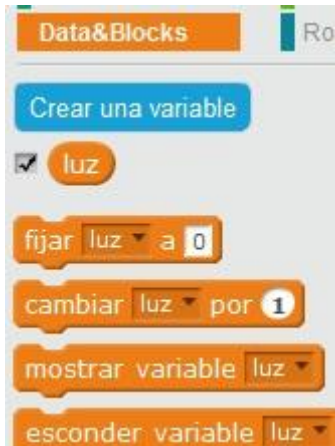 Data&Blocks Ro
Crear una variable
luz
fijar luz a 0
cambiar luz por 1
mostrar variable luz
esconder variable luz